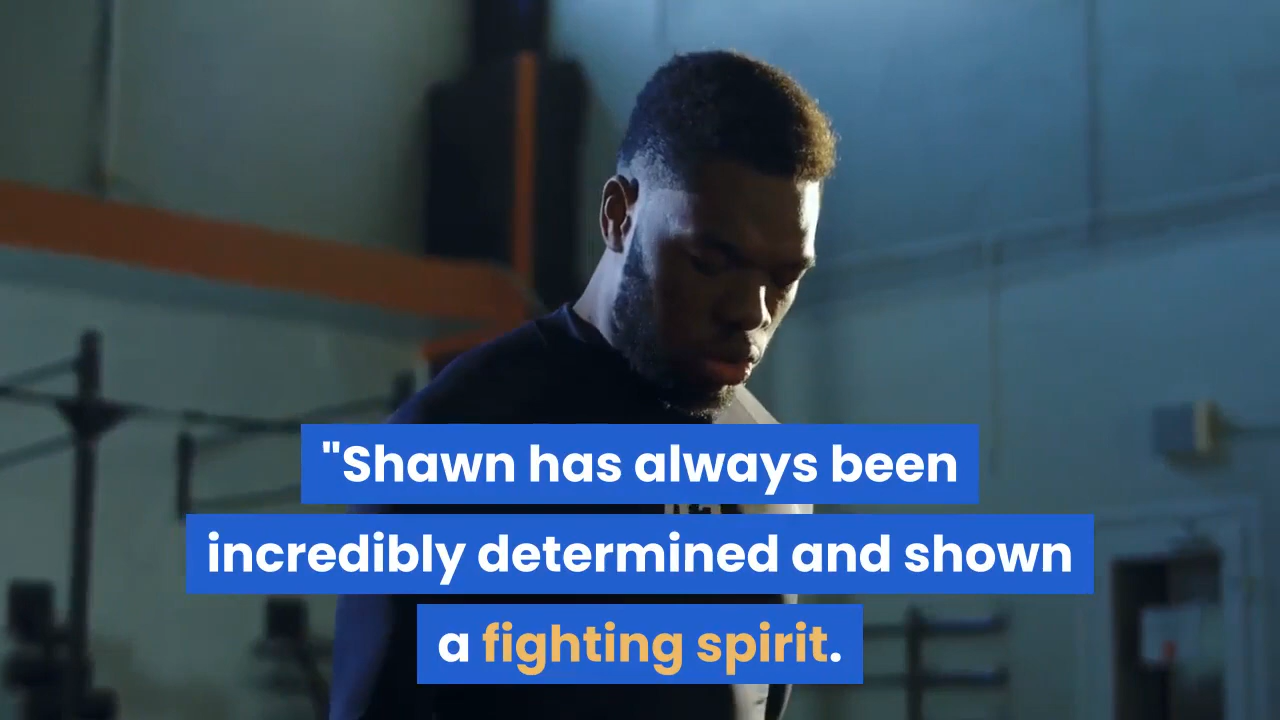 "Shawn has always been
incredibly determined and shown
a fighting spirit.